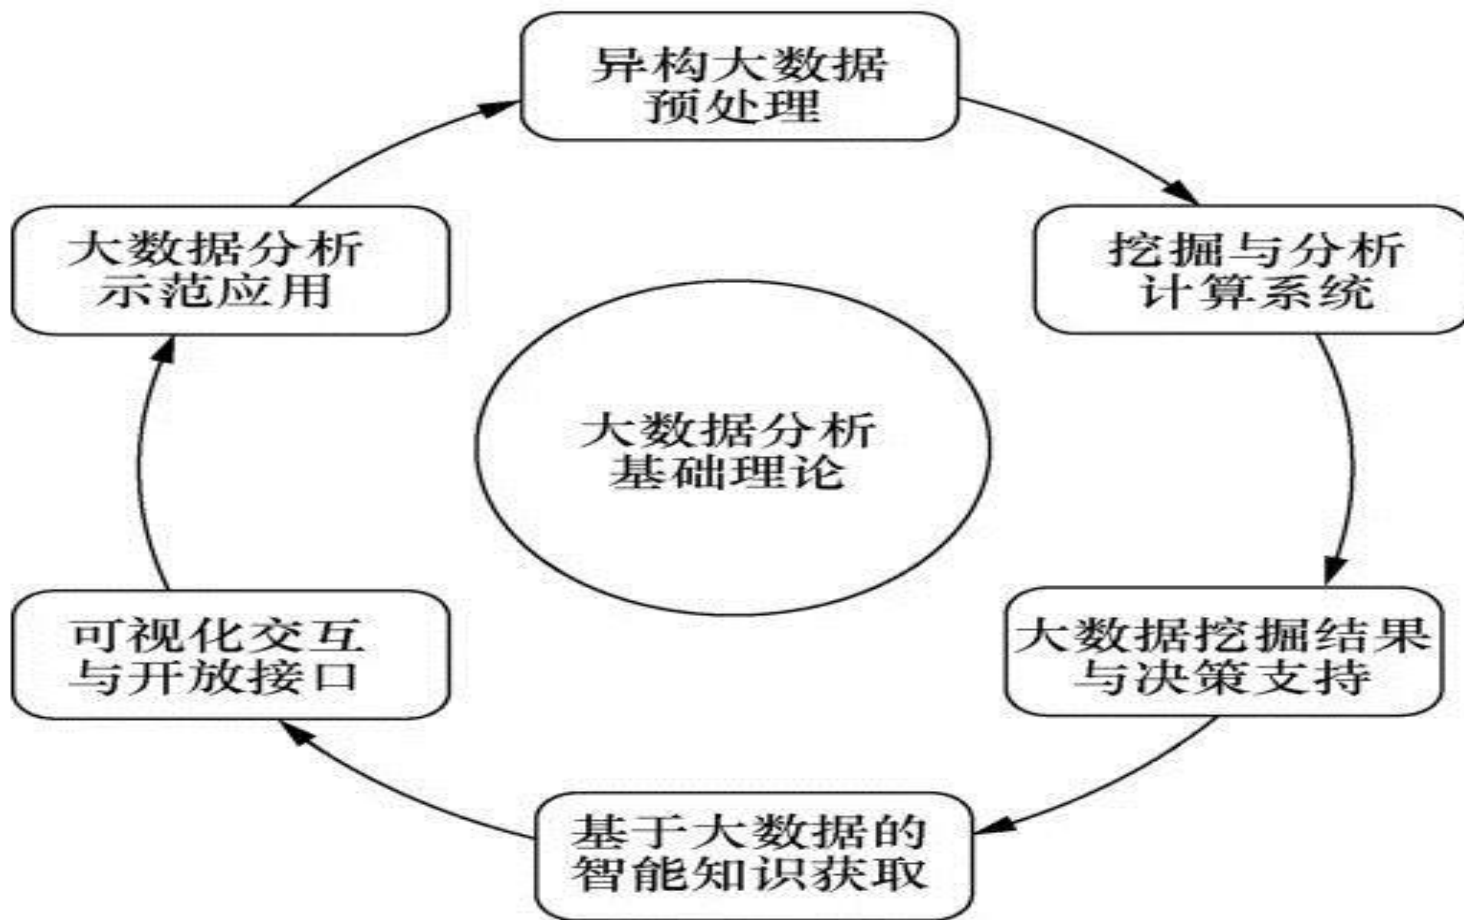 异构大数据
预处理
大数据分析
示范应用
挖掘与分析
计算系统
大数据分析
基础理论
可视化交互
与开放接口
大数据挖掘结果
与决策支持
基于大数据的
智能知识获取